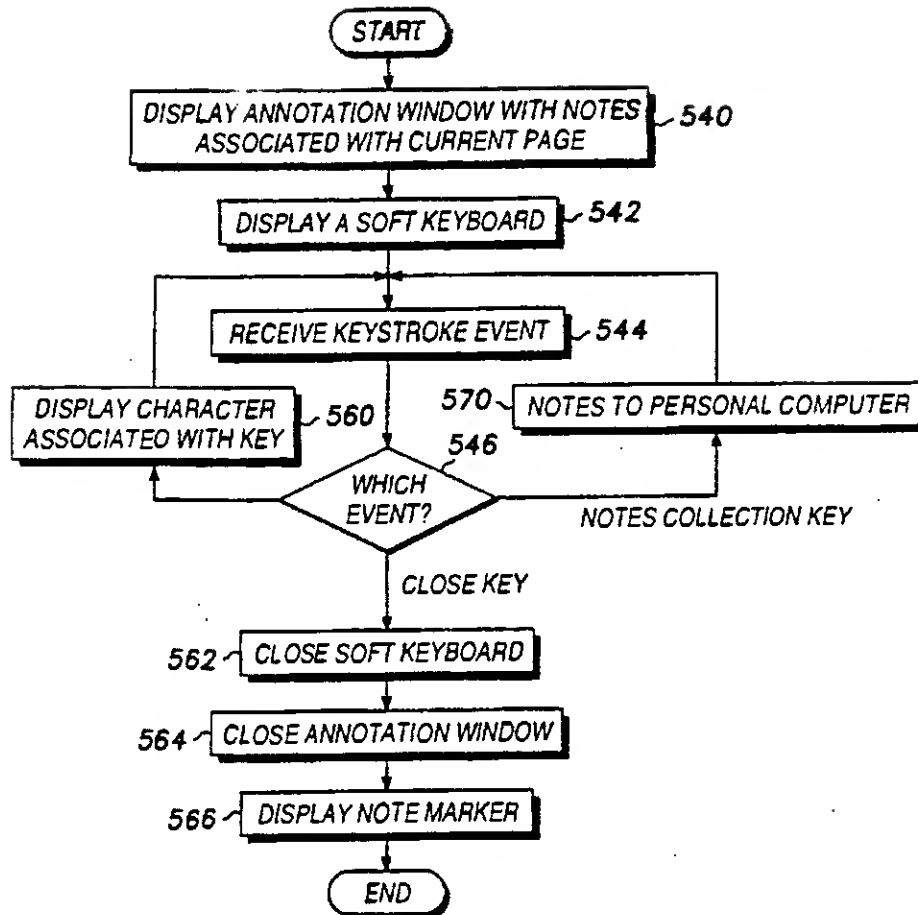 START
DISPLAY ANNOTATION WINDOW WITH NOTES
ASSOCIATED WITH CURRENT PAGE
540
DISPLAY A SOFT KEYBOARD
542
RECEIVE KEYSTROKE EVENT
544
DISPLAY CHARACTER
ASSOCIATED WITH KEY
560
570
NOTES TO PERSONAL COMPUTER
546
WHICH
EVENT?
NOTES COLLECTION KEY
CLOSE KEY
562
CLOSE SOFT KEYBOARD
564
CLOSE ANNOTATION WINDOW
566
DISPLAY NOTE MARKER
END